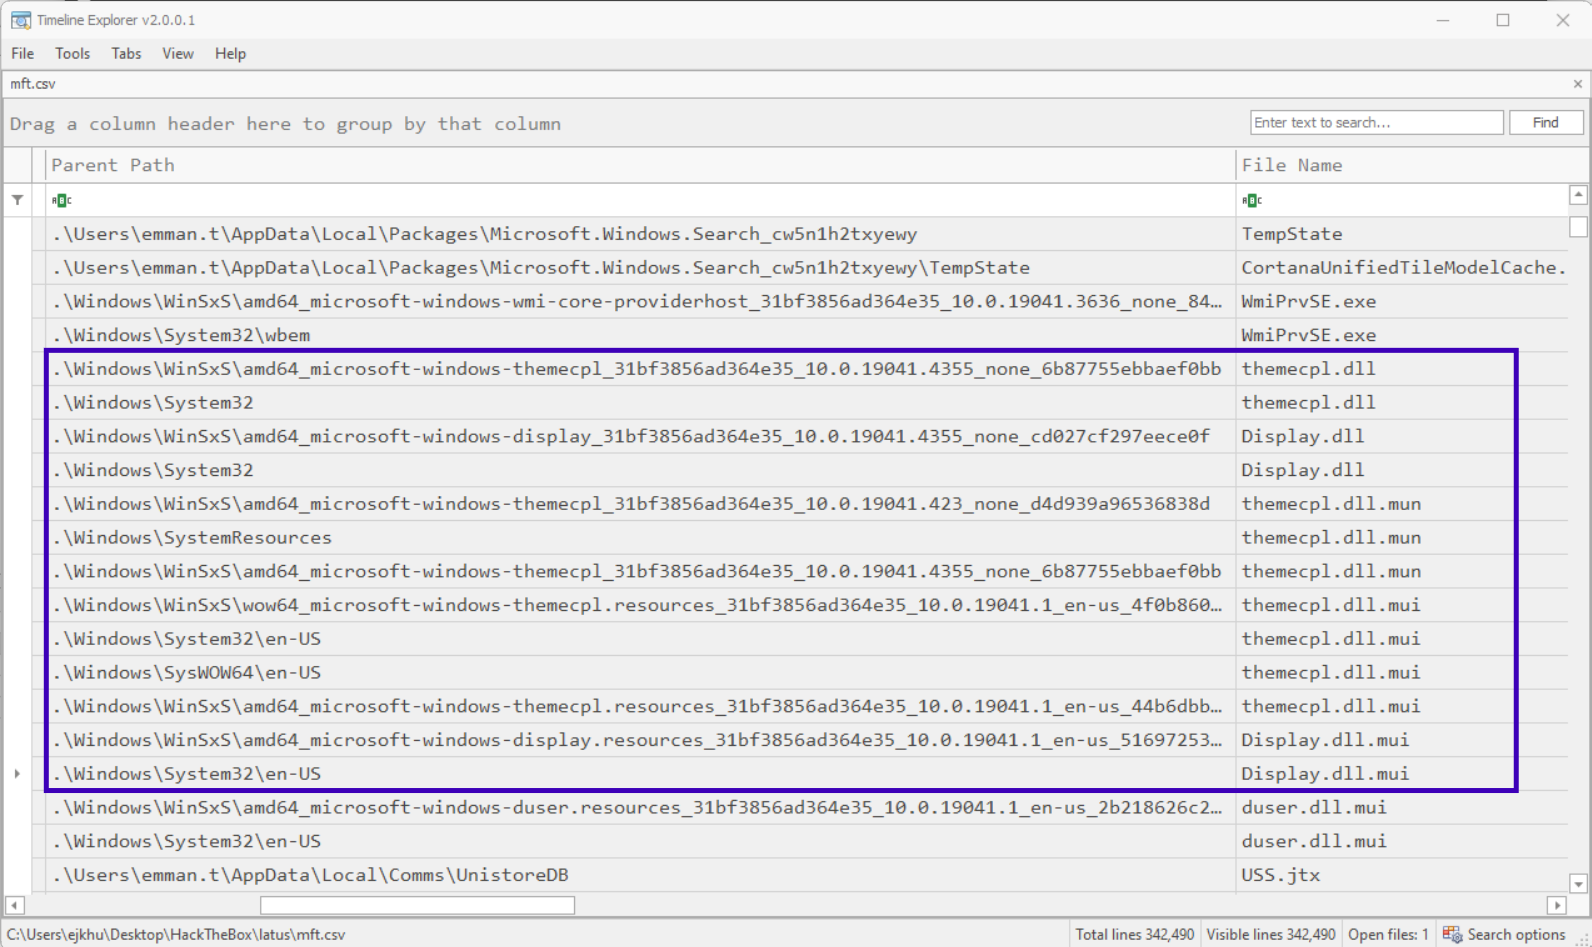 Timeline Explorer v2.0.0.1
File Tools Tabs View Help
mft.csv
Drag a column header here to group by that column
Enter text to search... Find
Parent Path File Name
ABC ABC
.\Users\emman.t\AppData\Local\Packages\Microsoft.Windows.Search_cw5n1h2txyewy TempState
.\Users\emman.t\AppData\Local\Packages\Microsoft.Windows.Search_cw5n1h2txyewy\TempState CortanaUnifiedTileModelCache.
.\Windows\WinSxS\amd64_microsoft-windows-wmi-core-providerhost_31bf3856ad364e35_10.0.19041.3636_none_84… WmiPrvSE.exe
.\Windows\System32\wbem WmiPrvSE.exe
.\Windows\WinSxS\amd64_microsoft-windows-themecpl_31bf3856ad364e35_10.0.19041.4355_none_6b87755ebbaef0bb themecpl.dll
.\Windows\System32 themecpl.dll
.\Windows\WinSxS\amd64_microsoft-windows-display_31bf3856ad364e35_10.0.19041.4355_none_cd027cf297eece0f Display.dll
.\Windows\System32 Display.dll
.\Windows\WinSxS\amd64_microsoft-windows-themecpl_31bf3856ad364e35_10.0.19041.423_none_d4d939a96536838d themecpl.dll.mun
.\Windows\SystemResources themecpl.dll.mun
.\Windows\WinSxS\amd64_microsoft-windows-themecpl_31bf3856ad364e35_10.0.19041.4355_none_6b87755ebbaef0bb themecpl.dll.mun
.\Windows\WinSxS\wow64_microsoft-windows-themecpl.resources_31bf3856ad364e35_10.0.19041.1_en-us_4f0b860… themecpl.dll.mui
.\Windows\System32\en-US themecpl.dll.mui
.\Windows\SysWOW64\en-US themecpl.dll.mui
.\Windows\WinSxS\amd64_microsoft-windows-themecpl.resources_31bf3856ad364e35_10.0.19041.1_en-us_44b6dbb… themecpl.dll.mui
.\Windows\WinSxS\amd64_microsoft-windows-display.resources_31bf3856ad364e35_10.0.19041.1_en-us_51697253… Display.dll.mui
.\Windows\System32\en-US Display.dll.mui
.\Windows\WinSxS\amd64_microsoft-windows-duser.resources_31bf3856ad364e35_10.0.19041.1_en-us_2b218626c2… duser.dll.mui
.\Windows\System32\en-US duser.dll.mui
.\Users\emman.t\AppData\Local\Comms\UnistoreDB USS.jtx
C:\Users\ejkhu\Desktop\HackTheBox\latus\mft.csv Total lines 342,490 Visible lines 342,490 Open files: 1 Search options